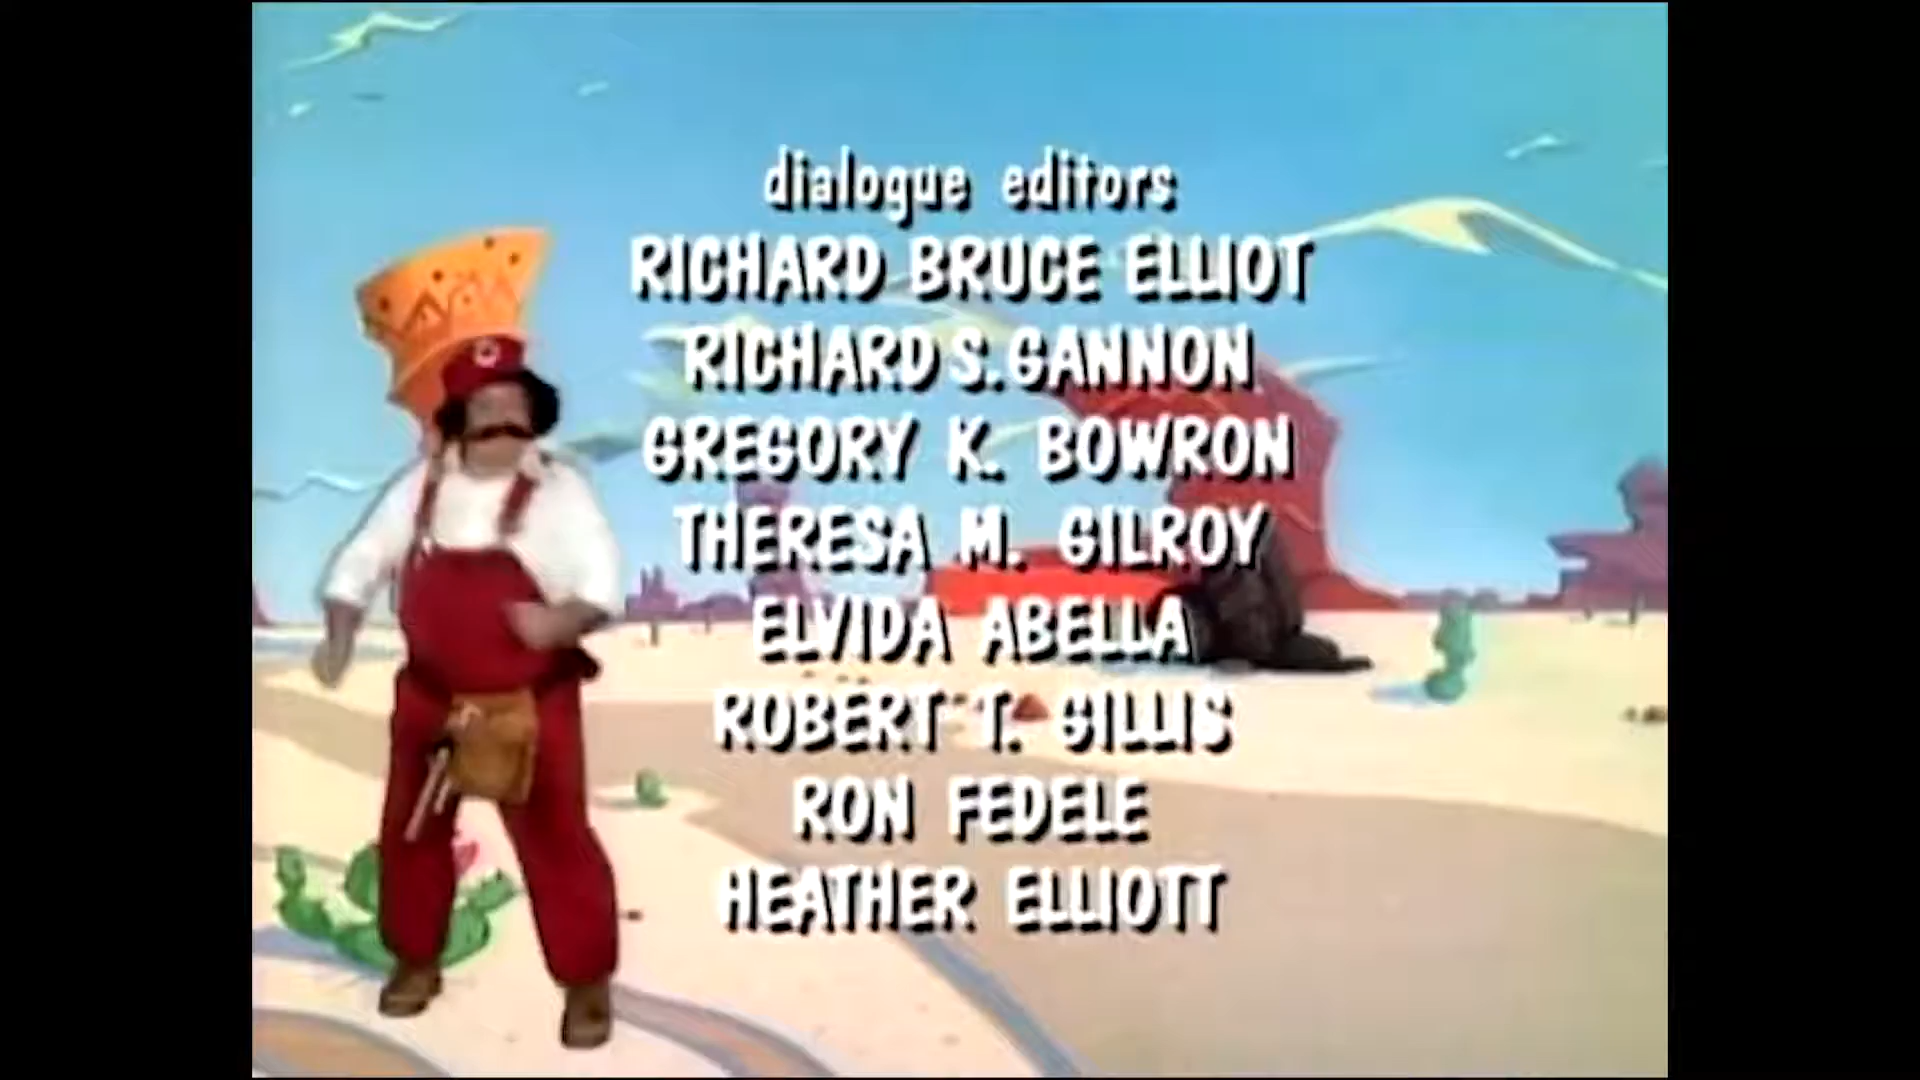 dialogue editors
RICHARD BRUCE ELLIOT
RICHARD S. GANNON
GREGORY K. BOWRON
THERESA M. GILROY
ELVIDA ABELLA
ROBERT T. GILLIS
RON FEDELE
HEATHER ELLIOTT